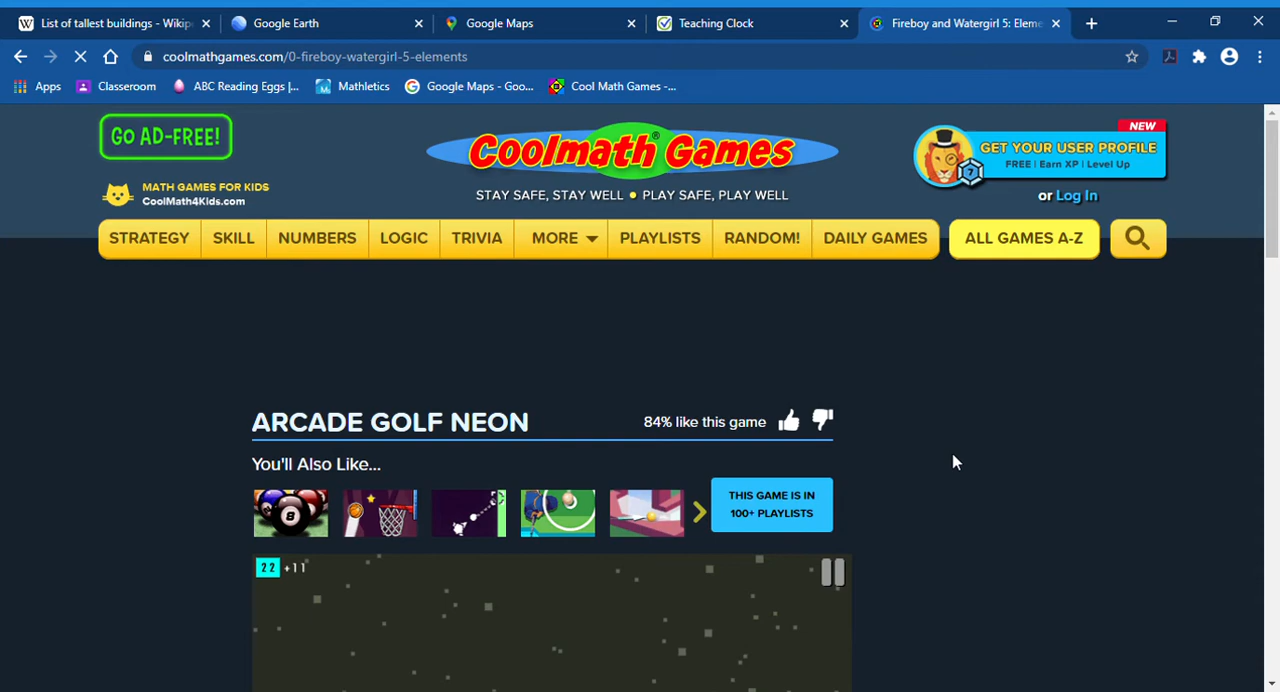 List of tallest buildings - Wikip
Google Earth
Google Maps
Teaching Clock
Fireboy and Watergirl 5: Eleme
coolmathgames.com/0-fireboy-watergirl-5-elements
Apps
Classroom
ABC Reading Eggs |...
Mathletics
Google Maps - Goo...
Cool Math Games -...
GO AD-FREE!
MATH GAMES FOR KIDS
CoolMath4Kids.com
Coolmath® Games
STAY SAFE, STAY WELL • PLAY SAFE, PLAY WELL
NEW
GET YOUR USER PROFILE
FREE | Earn XP | Level Up
?
or Log In
STRATEGY
SKILL
NUMBERS
LOGIC
TRIVIA
MORE
PLAYLISTS
RANDOM!
DAILY GAMES
ALL GAMES A-Z
ARCADE GOLF NEON
84% like this game
You'll Also Like...
8
THIS GAME IS IN
100+ PLAYLISTS
22 +11